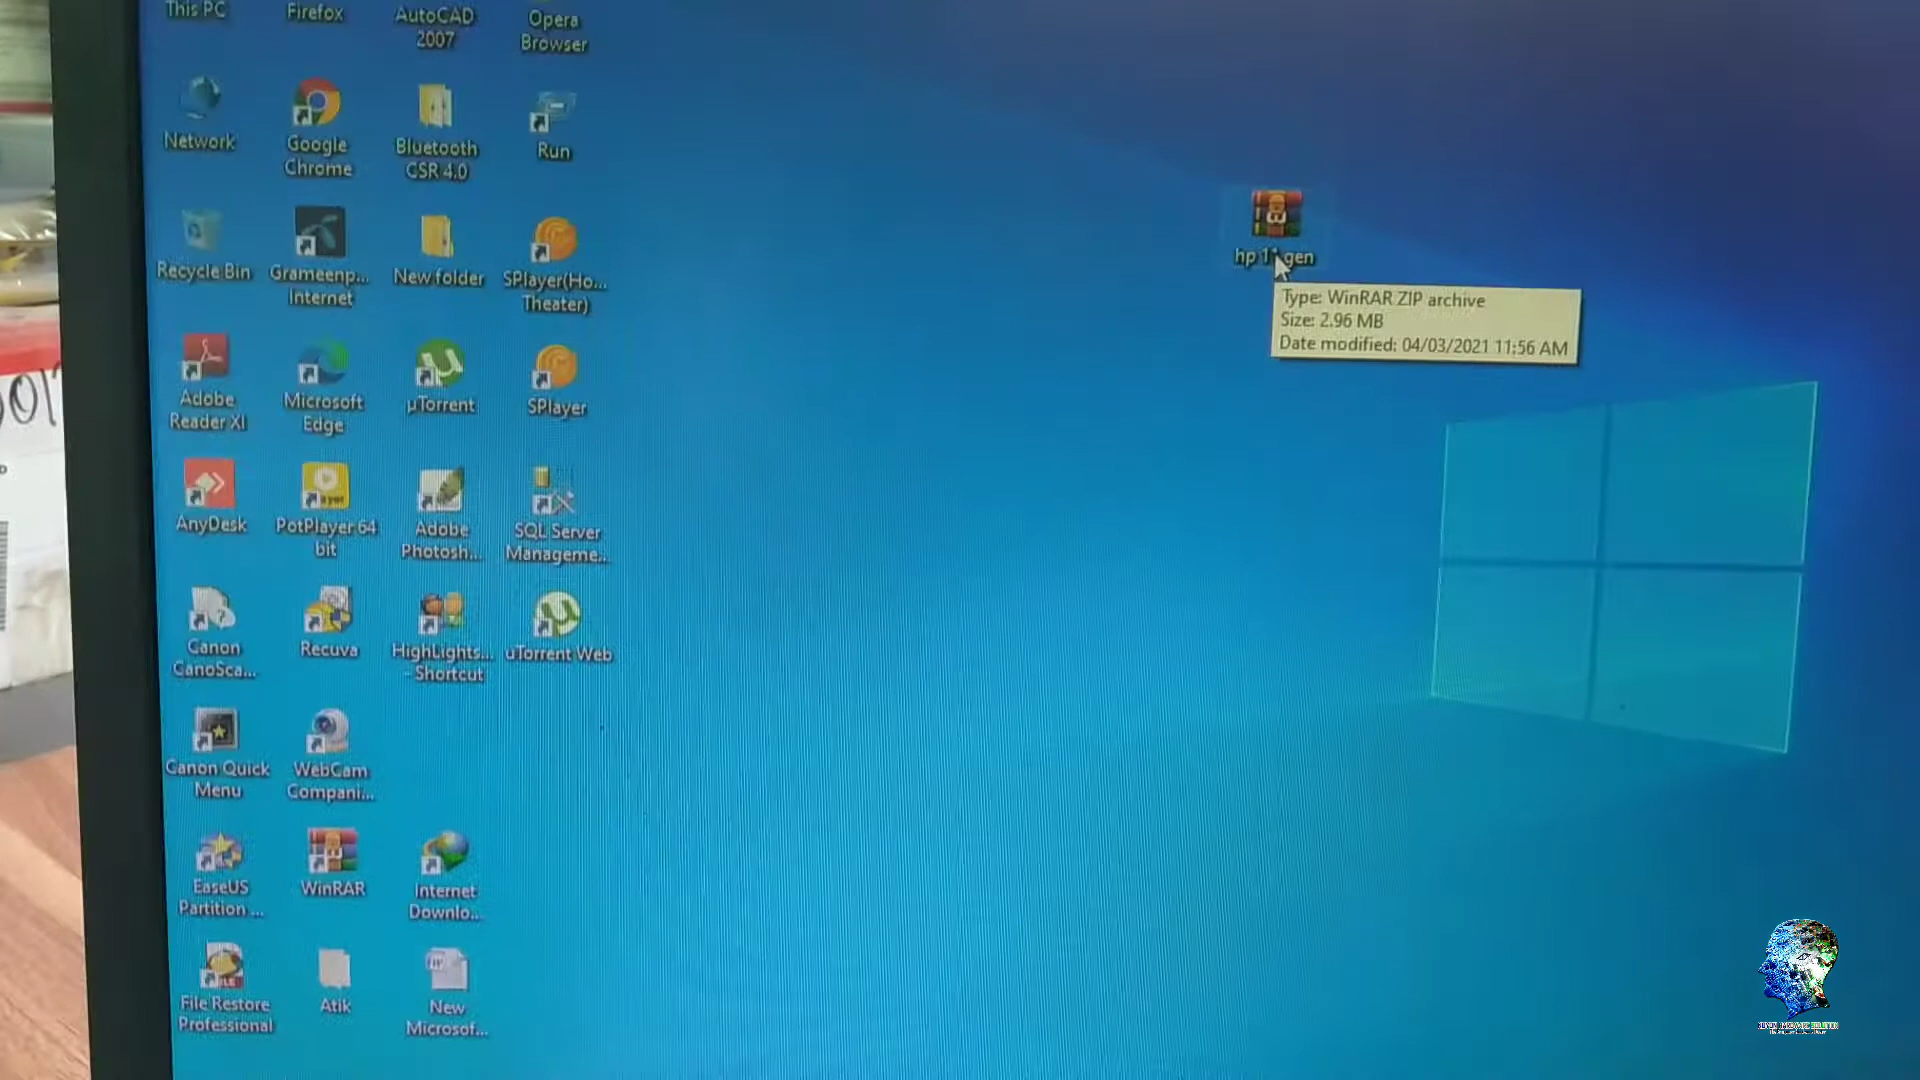 This PC
Firefox
AutoCAD
2007
Opera
Browser
Network
Google
Chrome
Bluetooth
CSR 4.0
Run
Recycle Bin
Grameenp...
Internet
New folder
SPlayer(Ho...
Theater)
Adobe
Reader XI
Microsoft
Edge
µTorrent
SPlayer
AnyDesk
PotPlayer 64
bit
Adobe
Photosh...
SQL Server
Manageme...
Canon
CanoSca...
Recuva
HighLights...
- Shortcut
uTorrent Web
Canon Quick
Menu
WebCam
Compani...
EaseUS
Partition ...
WinRAR
Internet
Downlo...
File Restore
Professional
Atik
New
Microsof...
hp gen
Type: WinRAR ZIP archive
Size: 2.96 MB
Date modified: 04/03/2021 11:56 AM